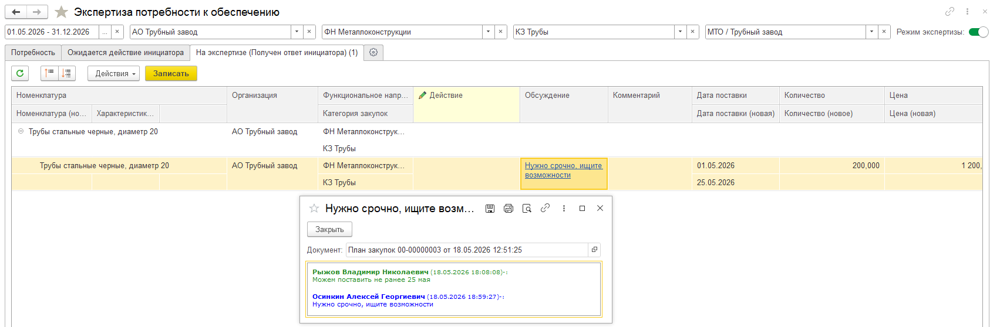 Экспертиза потребности к обеспечению
01.05.2026 - 31.12.2026 ... × АО Трубный завод × ФН Металлоконструкции × КЗ Трубы × МТО / Трубный завод × Режим экспертизы:
Потребность Ожидается действие инициатора На экспертизе (Получен ответ инициатора) (1)
Действия Записать
Номенклатура Организация Функциональное напр... Действие Обсуждение Комментарий Дата поставки Количество Цена
Номенклатура (но... Характеристик... Категория закупок Дата поставки (новая) Количество (новое) Цена (новая)
Трубы стальные черные, диаметр 20 АО Трубный завод ФН Металлоконструк...
КЗ Трубы
Трубы стальные черные, диаметр 20 АО Трубный завод ФН Металлоконструк... Нужно срочно, ищите 01.05.2026 200,000 1 200,
возможности
КЗ Трубы 25.05.2026
Нужно срочно, ищите возм...
Закрыть
Документ: План закупок 00-00000003 от 18.05.2026 12:51:25
Рыжов Владимир Николаевич (18.05.2026 18:08:08)-:
Можем поставить не ранее 25 мая
Осинкин Алексей Георгиевич (18.05.2026 18:59:27)-:
Нужно срочно, ищите возможности